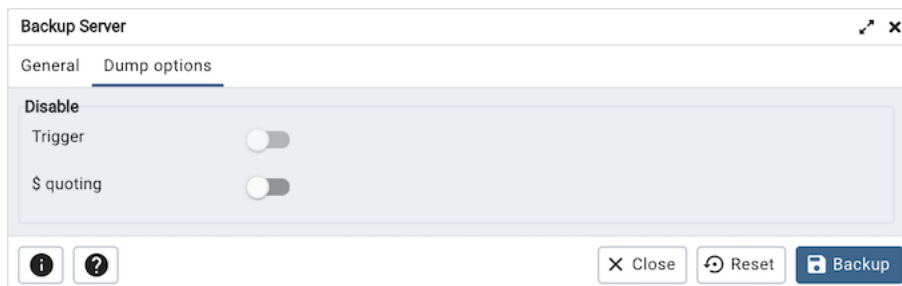 Backup Server
General Dump options
Disable
Trigger
$ quoting
Close Reset Backup